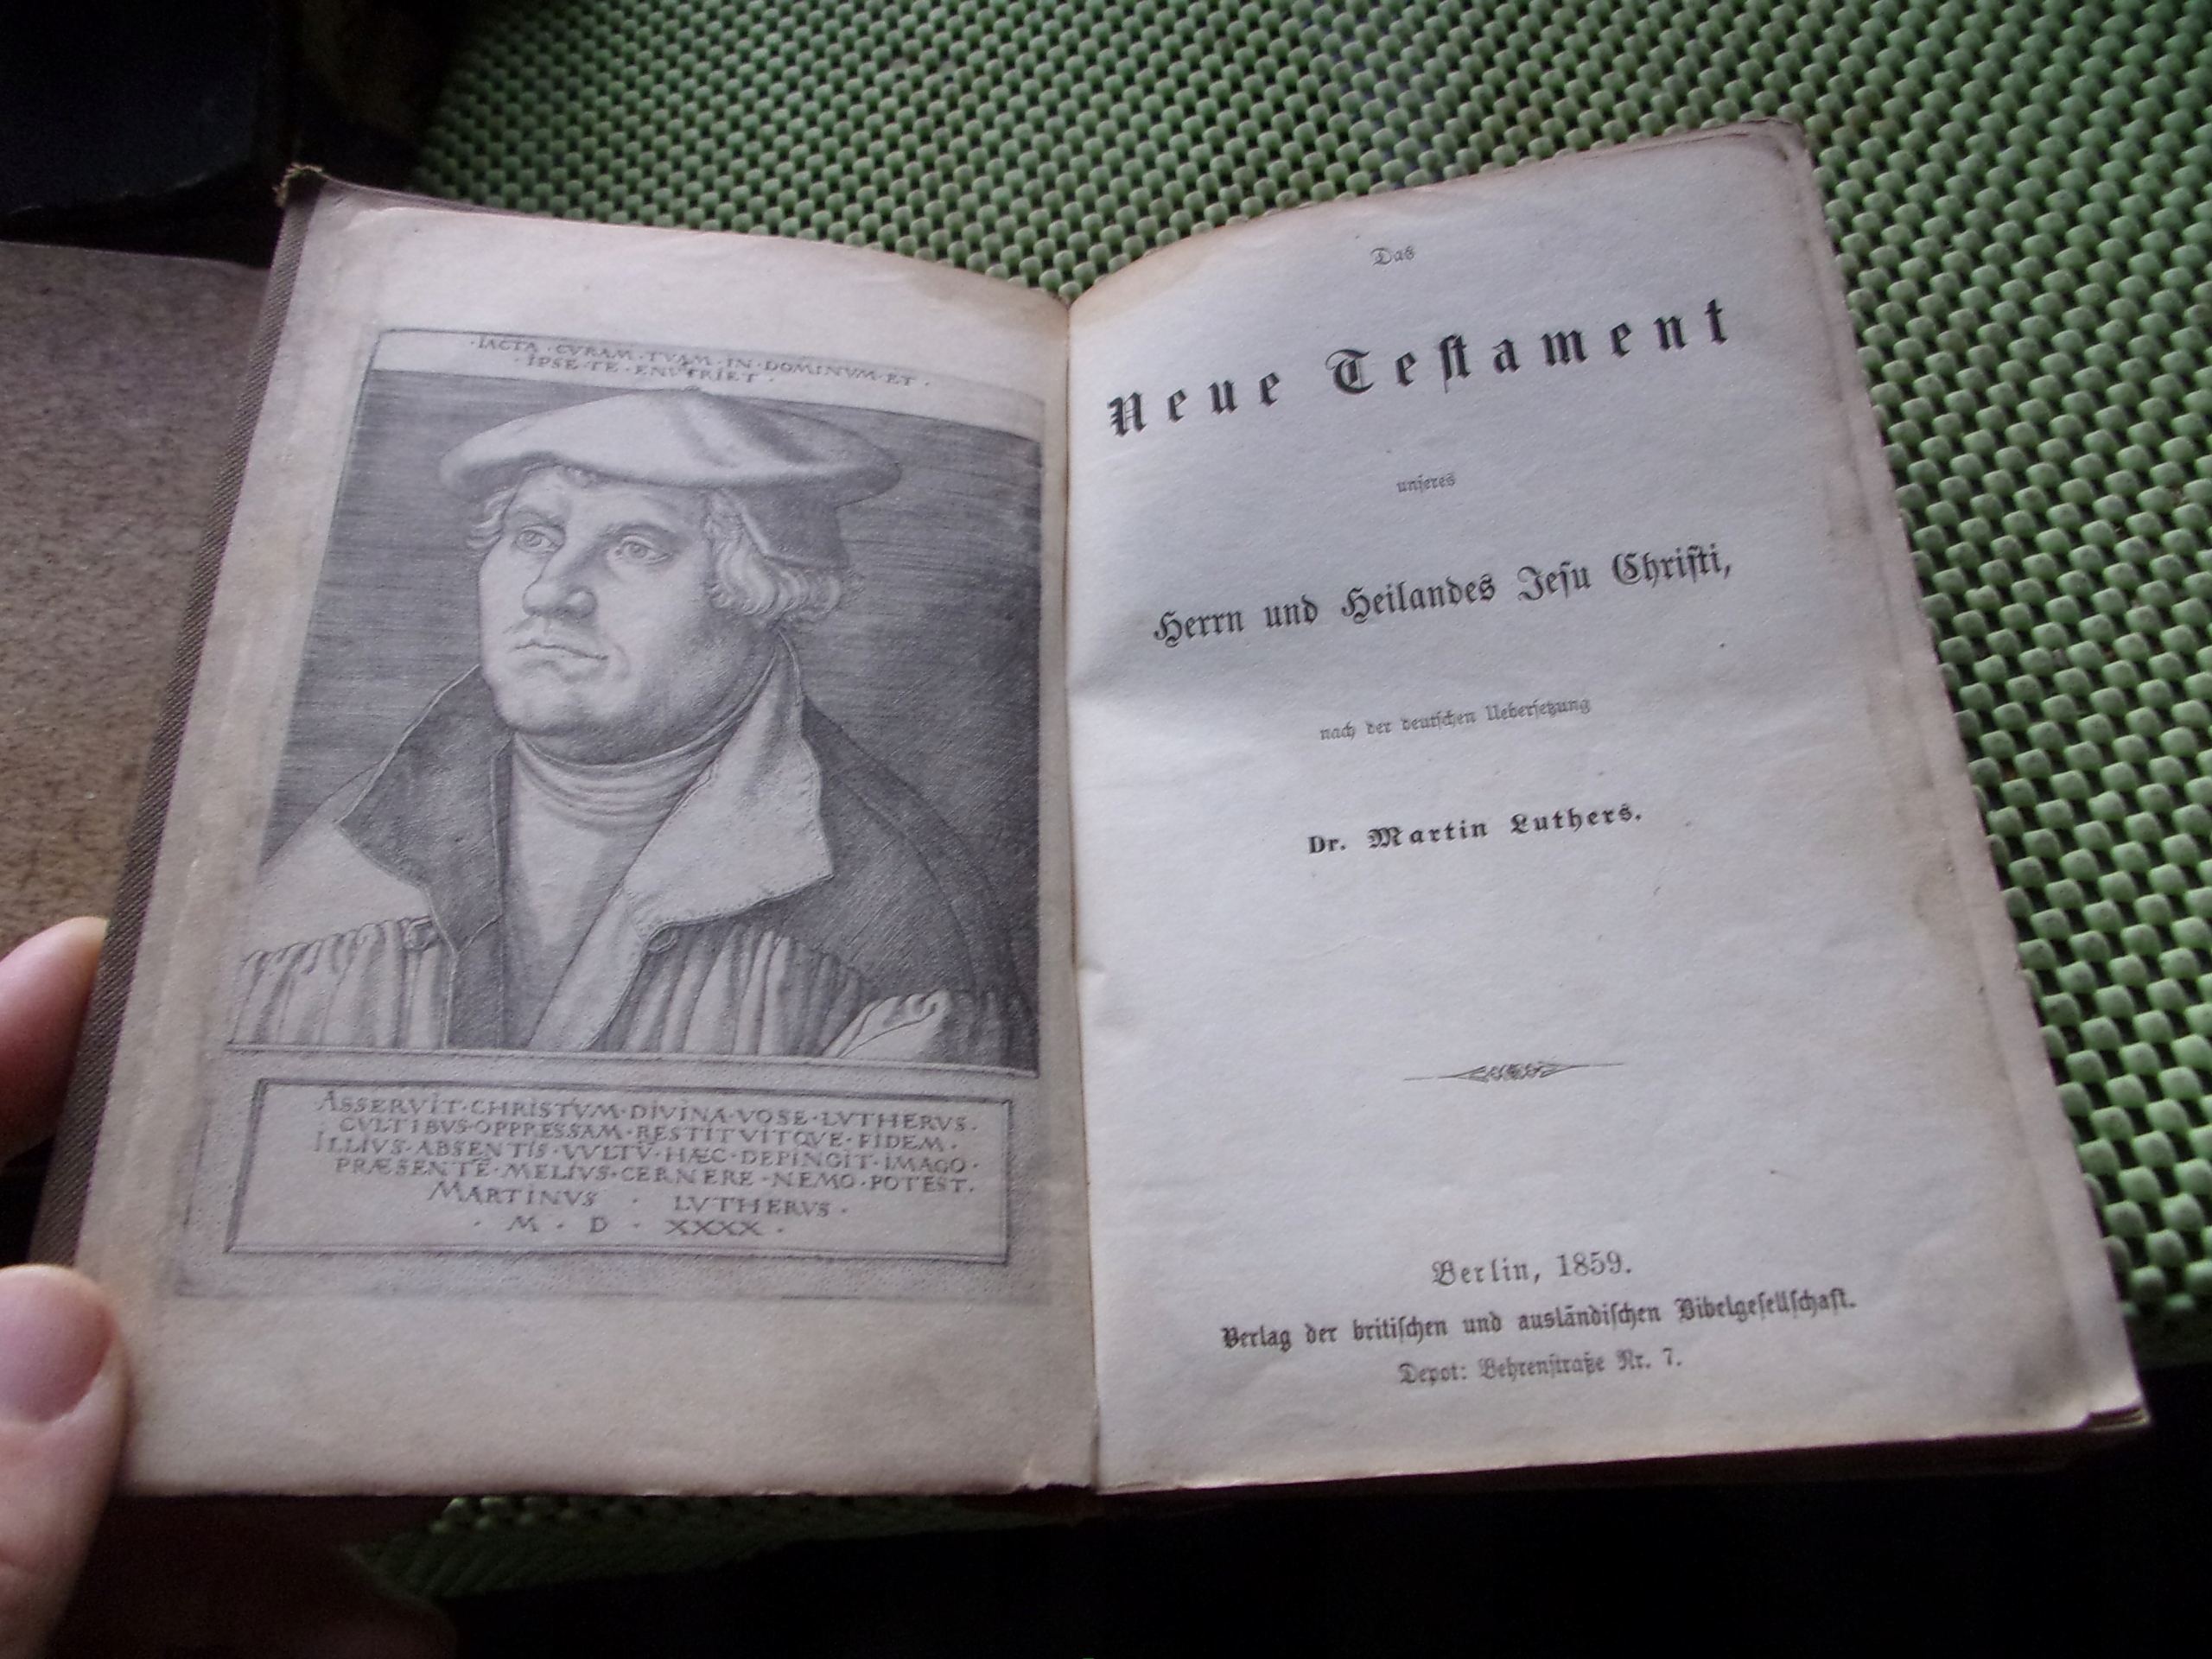 ·IACTA·CVRAM·TVAM·IN·DOMINVM·ET·
·IPSE·TE·ENVTRIET·
ASSERVIT·CHRISTVM·DIVINA·VOSE·LVTHERVS·
CVLTIBVS·OPPRESSAM·RESTITVITQVE·FIDEM·
ILLIVS·ABSENTIS·VVLTV̄·HÆC·DEPINGIT·IMAGO·
PRÆSENTĒ·MELIVS·CERNERE·NEMO·POTEST·
MARTINVS · LVTHERVS·
· M · D · XXXX ·
Das
Neue Teſtament
unſeres
Herrn und Heilandes Jeſu Chriſti,
nach der deutſchen Ueberſetzung
Dr. Martin Luthers.
Berlin, 1859.
Verlag der britiſchen und ausländiſchen Bibelgeſellſchaft.
Depot: Behrenſtraße Nr. 7.